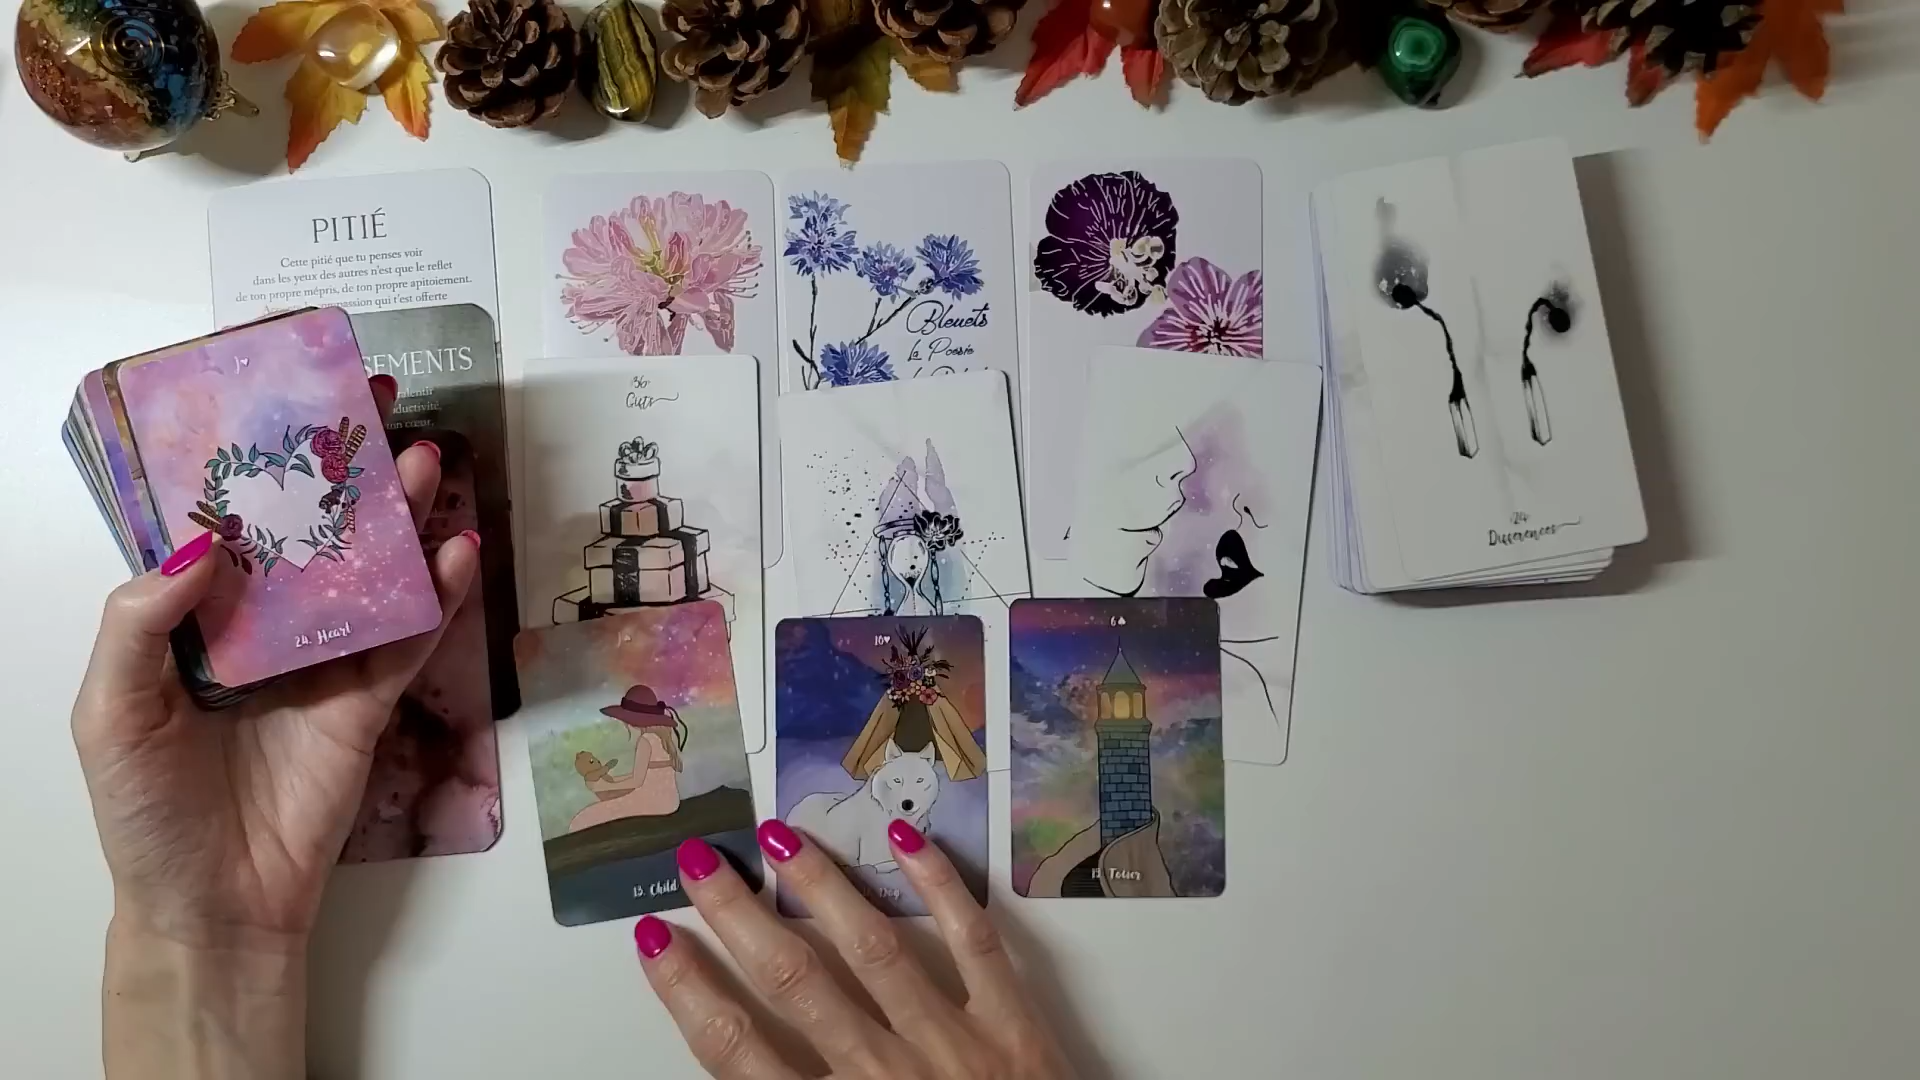 PITIÉ
Cette pitié que tu penses voir
dans les yeux des autres n'est que le reflet
de ton propre mépris, de ton propre apitoiement.
qui t'est offerte
SEMENTS
ralentir
ton cœur.
J♥
24. Heart
Bleuets
La Poésie
36
Gifts
24
Differences
13. Child
10♥
Dog
6♠
19. Tower